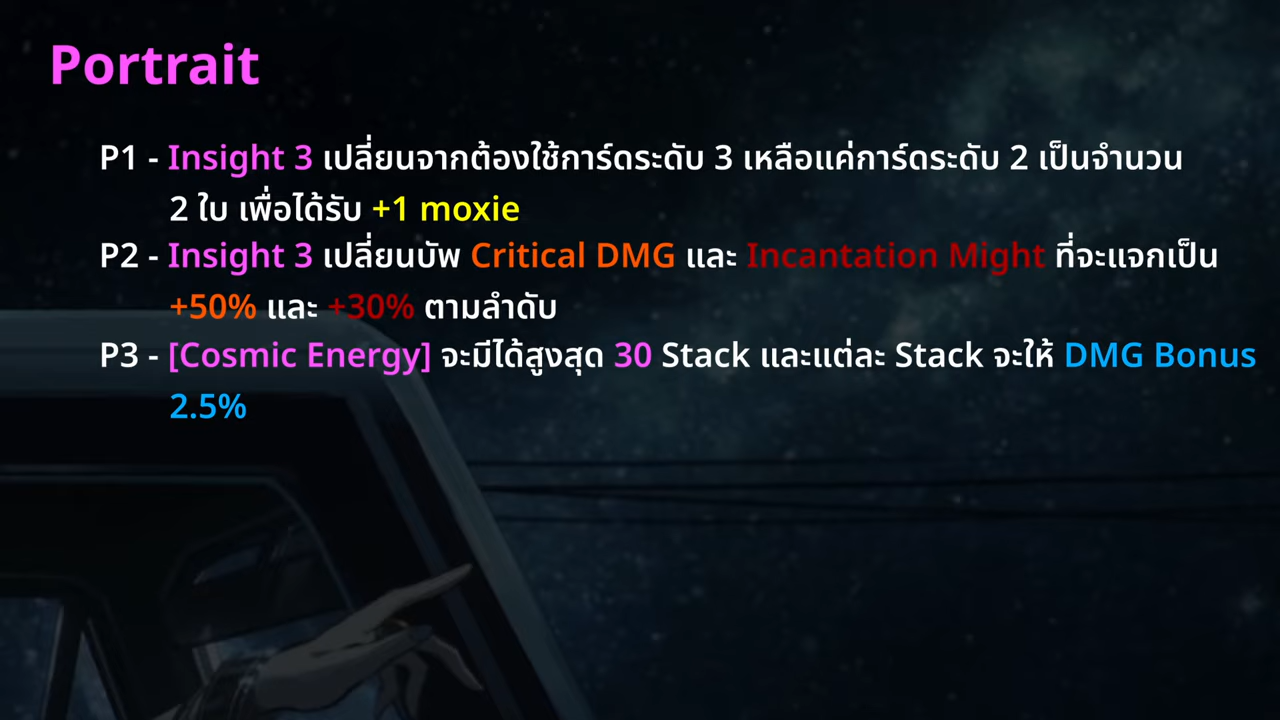 Portrait
P1 - Insight 3 เปลี่ยนจากต้องใช้การ์ดระดับ 3 เหลือแค่การ์ดระดับ 2 เป็นจำนวน
2 ใบ เพื่อได้รับ +1 moxie
P2 - Insight 3 เปลี่ยนบัพ Critical DMG และ Incantation Might ที่จะแจกเป็น
+50% และ +30% ตามลำดับ
P3 - [Cosmic Energy] จะมีได้สูงสุด 30 Stack และแต่ละ Stack จะให้ DMG Bonus
2.5%